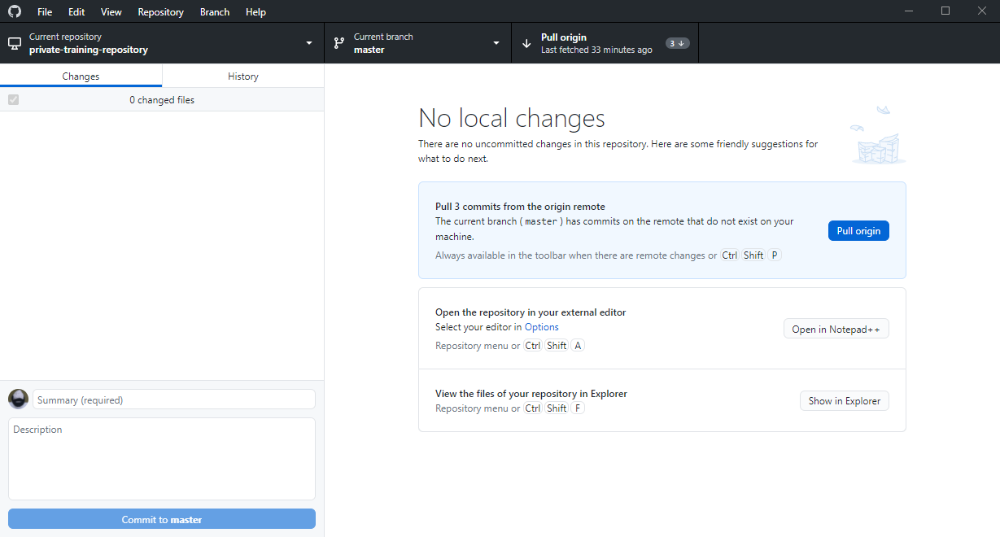 File Edit View Repository Branch Help
Current repository
private-training-repository
Current branch
master
Pull origin
Last fetched 33 minutes ago
3
Changes
History
0 changed files
No local changes
There are no uncommitted changes in this repository. Here are some friendly suggestions for
what to do next.
Pull 3 commits from the origin remote
The current branch ( master ) has commits on the remote that do not exist on your
machine.
Always available in the toolbar when there are remote changes or Ctrl Shift P
Pull origin
Open the repository in your external editor
Select your editor in Options
Repository menu or Ctrl Shift A
Open in Notepad++
View the files of your repository in Explorer
Repository menu or Ctrl Shift F
Show in Explorer
Summary (required)
Description
Commit to master